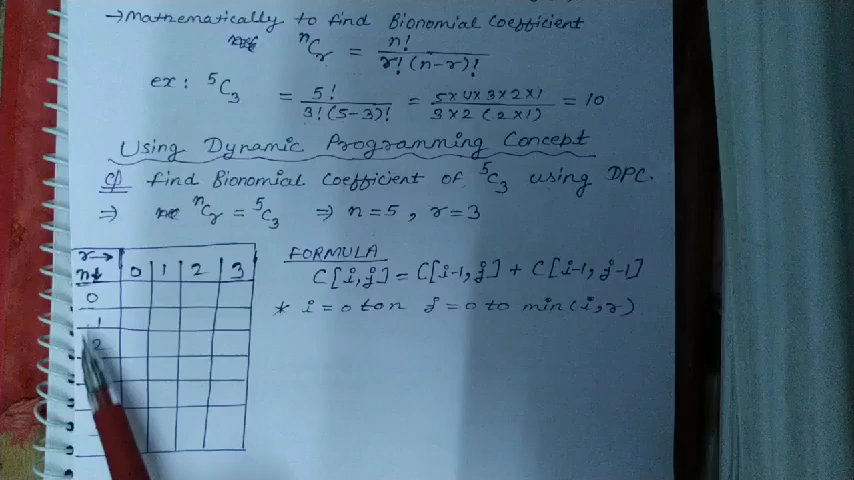 →Mathematically to find Bionomial Coefficient
nCr = n! / r!(n-r)!
ex: 5C3 = 5! / 3!(5-3)! = 5×4×3×2×1 / 3×2(2×1) = 10
Using Dynamic Programming Concept
Q find Bionomial Coefficient of 5C3 using DPC.
⇒ nCr = 5C3 ⇒ n=5, r=3
r→ 0 1 2 3
n↓
0
1
2
FORMULA
C[i,j] = C[i-1,j] + C[i-1,j-1]
* i=0 to n j=0 to min(i,r)